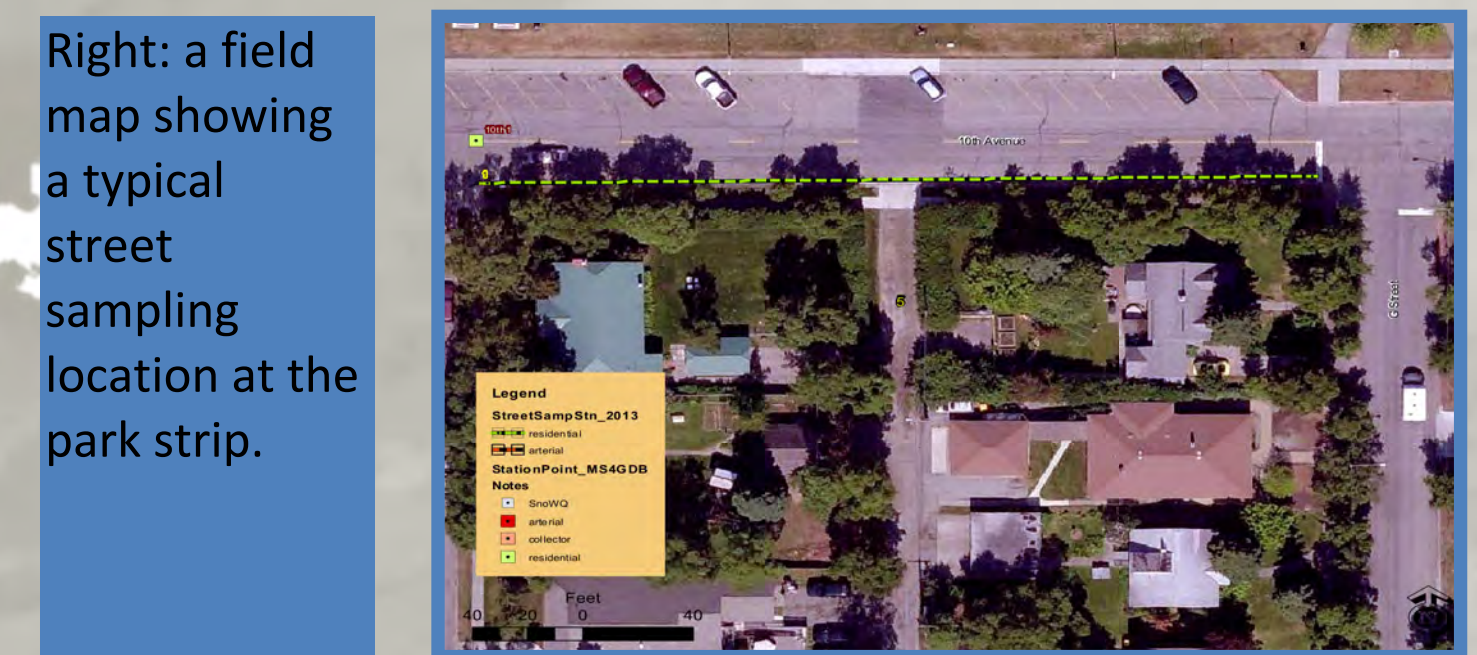 Right: a field
map showing
a typical
street
sampling
location at the
park strip.
10th1
10th Avenue
9
5
G Street
Legend
StreetSampStn_2013
residential
arterial
StationPoint_MS4GDB
Notes
SnoWQ
arterial
collector
residential
Feet
40 20 0 40
N